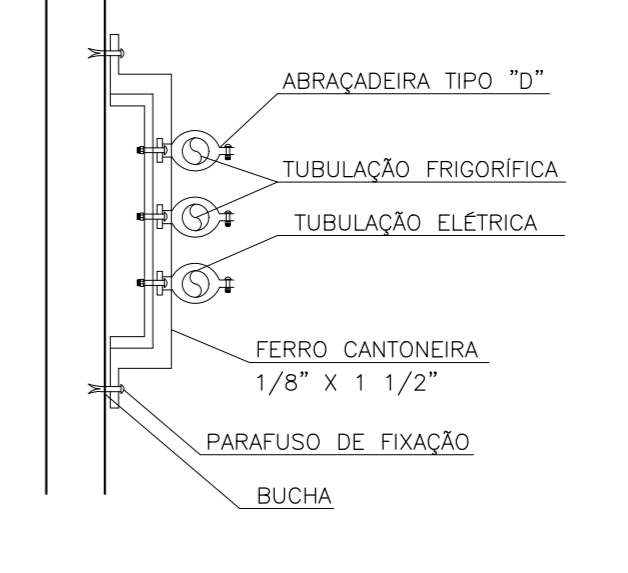 ABRAÇADEIRA TIPO "D"
TUBULAÇÃO FRIGORÍFICA
TUBULAÇÃO ELÉTRICA
FERRO CANTONEIRA
1/8" X 1 1/2"
PARAFUSO DE FIXAÇÃO
BUCHA